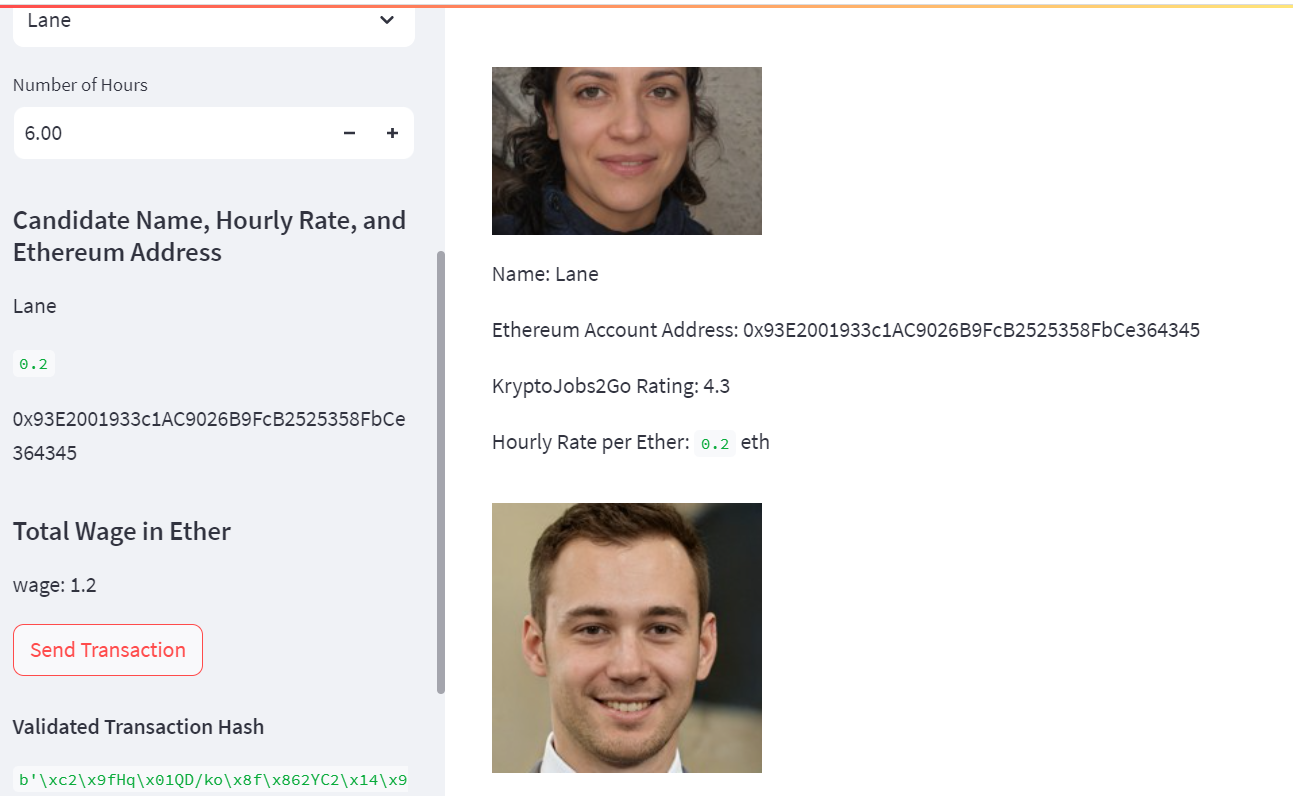 Lane
Number of Hours
6.00
Candidate Name, Hourly Rate, and
Ethereum Address
Lane
0.2
0x93E2001933c1AC9026B9FcB2525358FbCe
364345
Total Wage in Ether
wage: 1.2
Send Transaction
Validated Transaction Hash
b'\xc2\x9fHq\x01QD/ko\x8f\x862YC2\x14\x9
Name: Lane
Ethereum Account Address: 0x93E2001933c1AC9026B9FcB2525358FbCe364345
KryptoJobs2Go Rating: 4.3
Hourly Rate per Ether: 0.2 eth